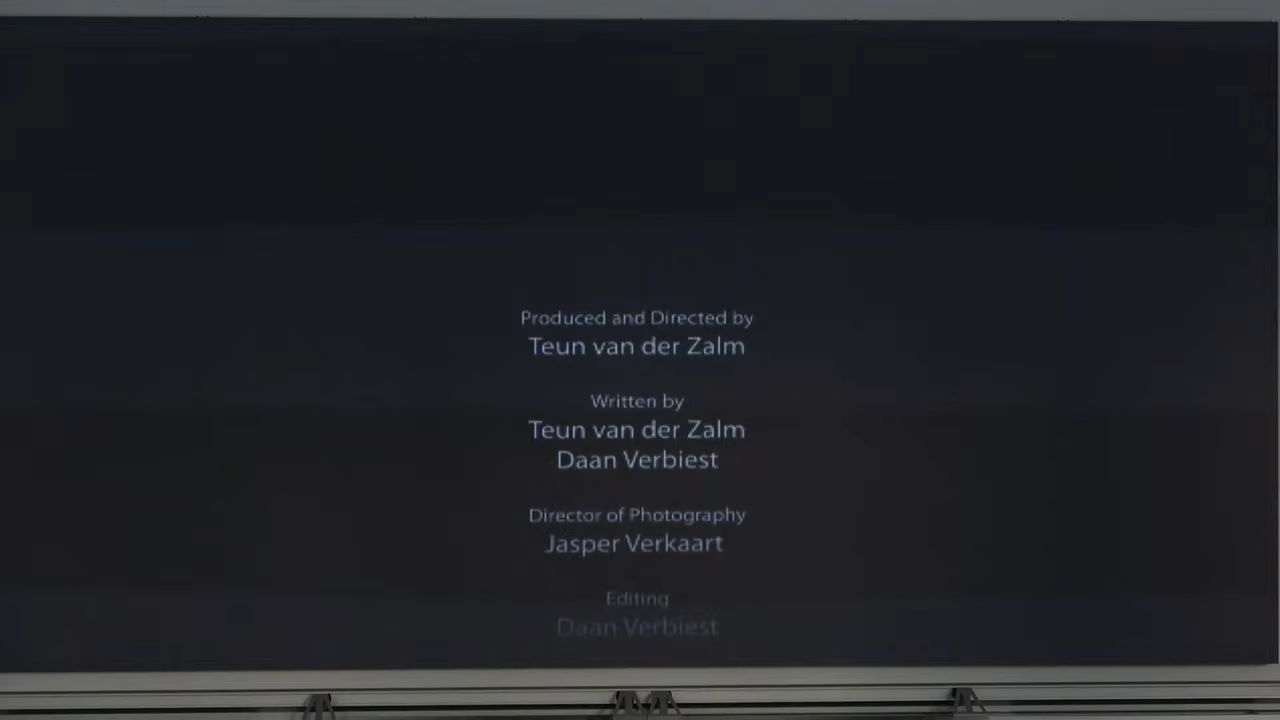 Produced and Directed by
Teun van der Zalm
Written by
Teun van der Zalm
Daan Verbiest
Director of Photography
Jasper Verkaart
Editing
Daan Verbiest